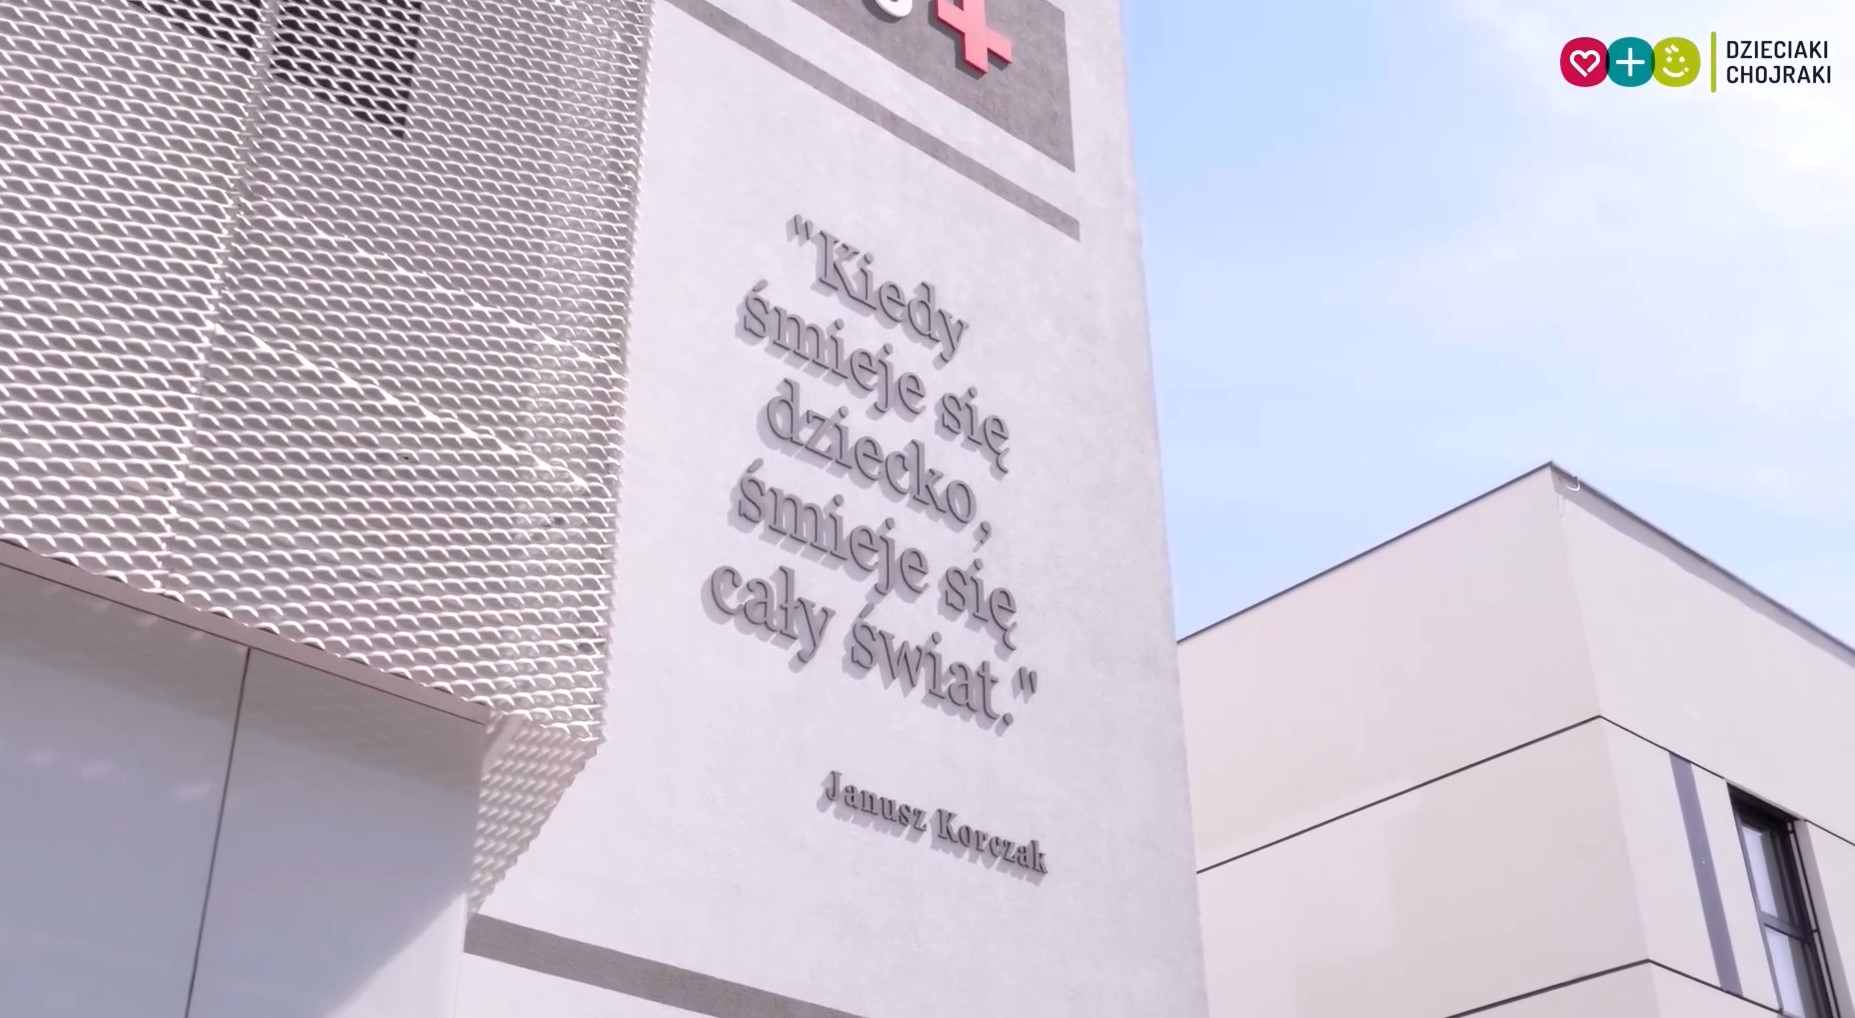 DZIECIAKI
CHOJRAKI
"Kiedy
śmieje się
dziecko,
śmieje się
cały świat."
Janusz Korczak